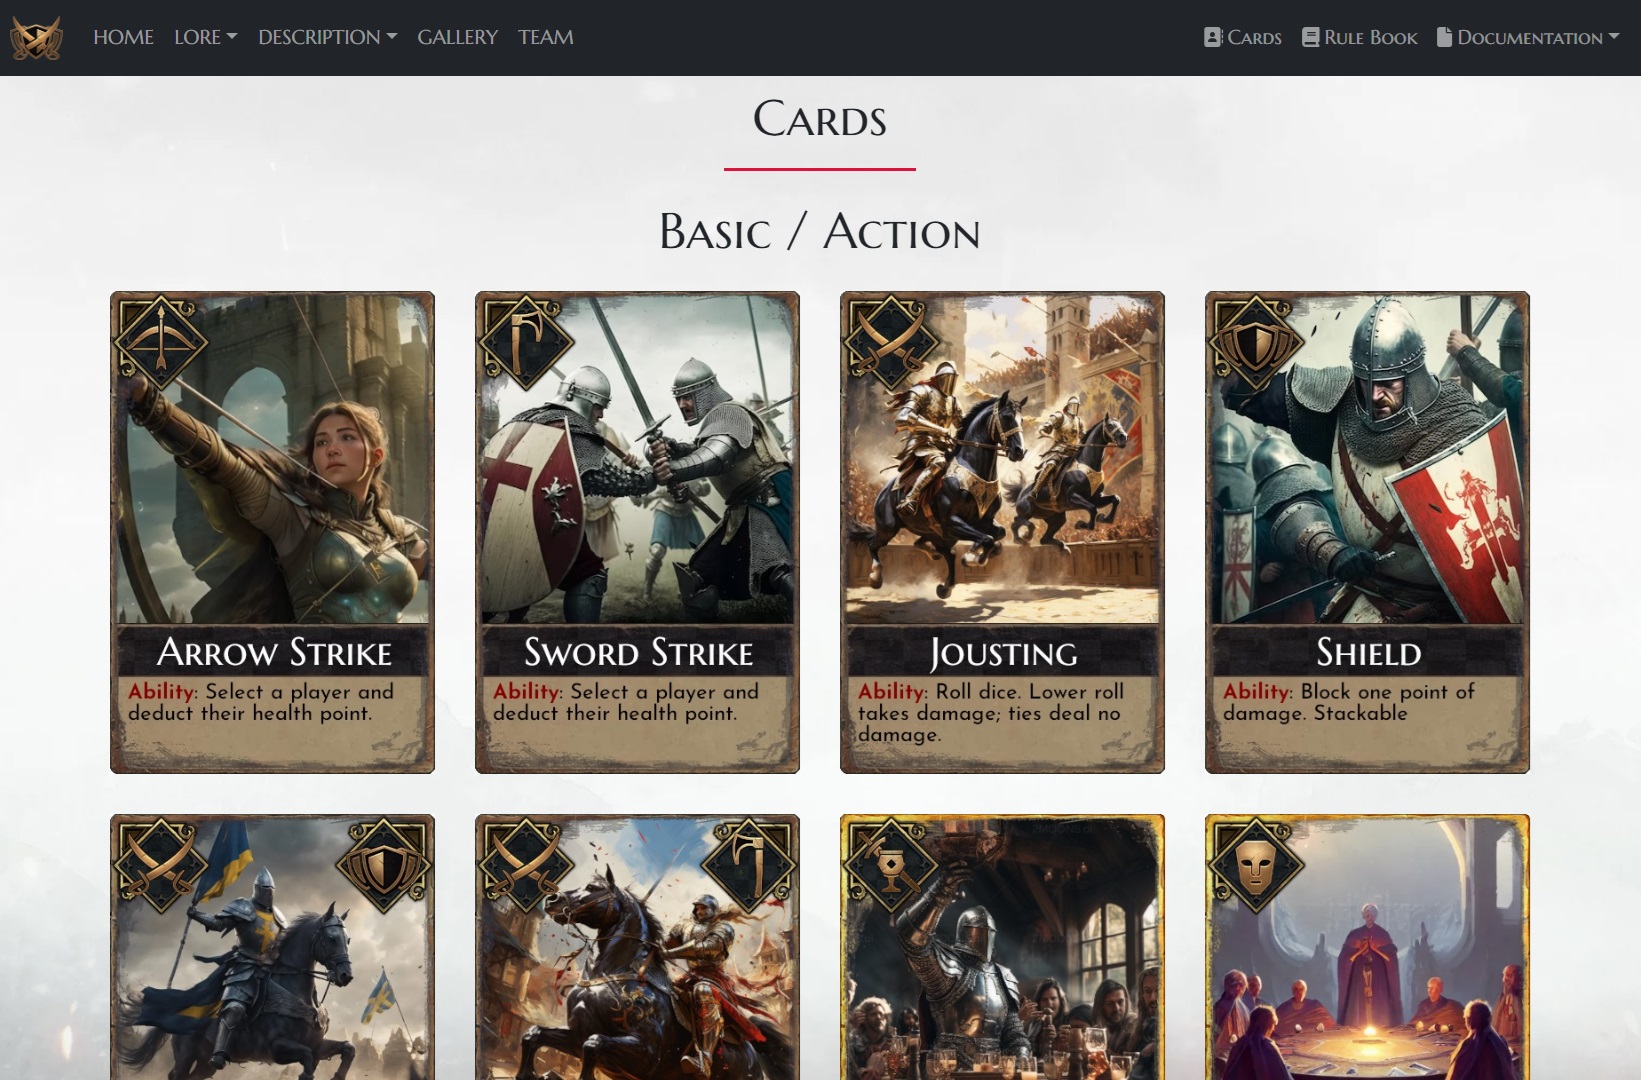 HOME LORE DESCRIPTION GALLERY TEAM Cards Rule Book Documentation
Cards
Basic / Action
Arrow Strike
Ability: Select a player and
deduct their health point.
Sword Strike
Ability: Select a player and
deduct their health point.
Jousting
Ability: Roll dice. Lower roll
takes damage; ties deal no
damage.
Shield
Ability: Block one point of
damage. Stackable